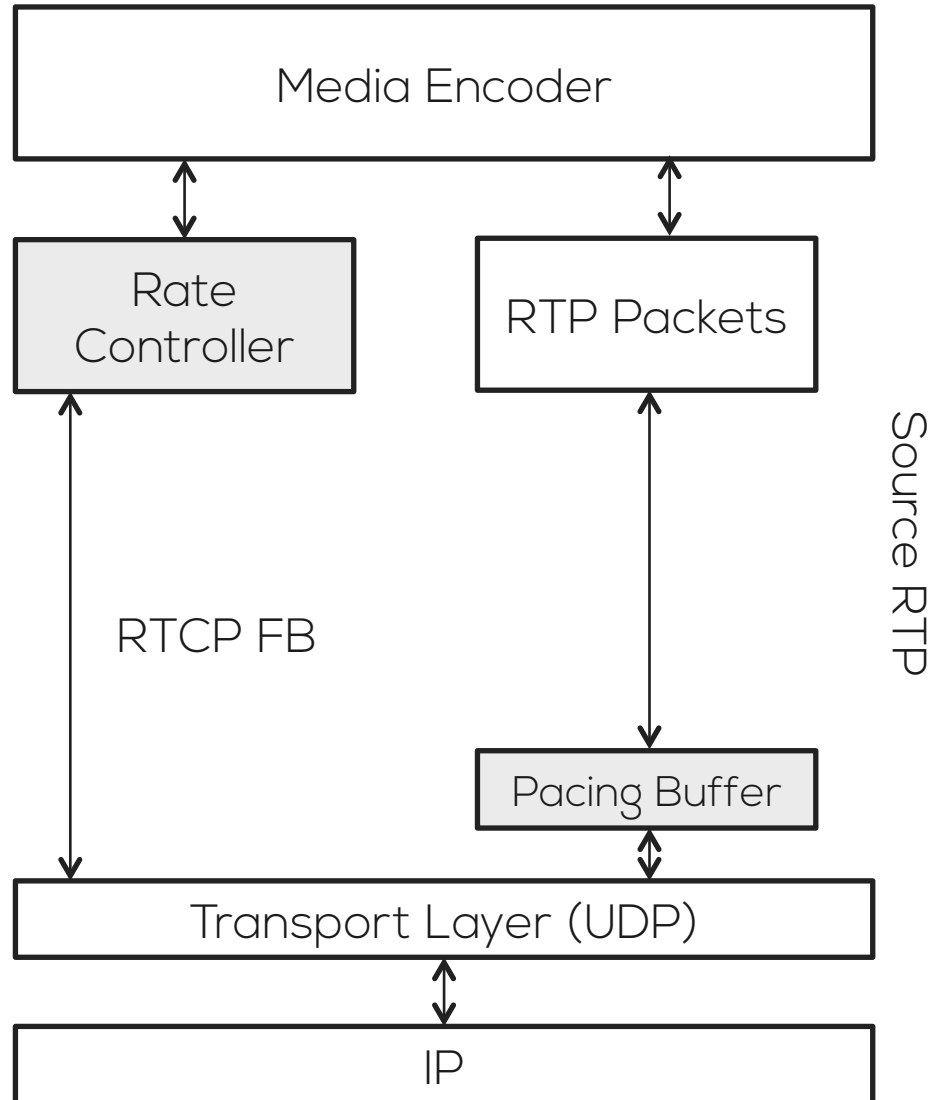 Media Encoder
Rate
Controller
RTP Packets
Source RTP
RTCP FB
Pacing Buffer
Transport Layer (UDP)
IP